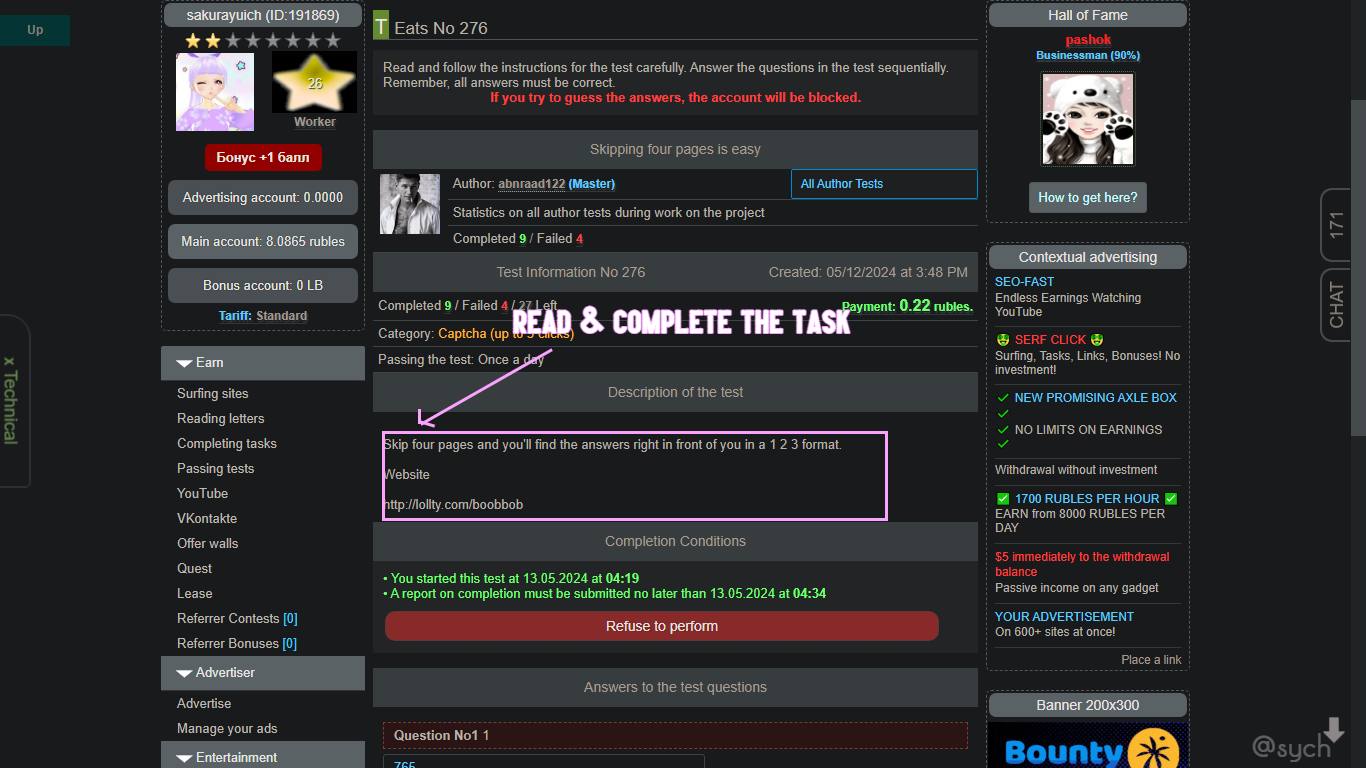 Up
sakurayuich (ID:191869)
26
Worker
Бонус +1 балл
Advertising account: 0.0000
Main account: 8.0865 rubles
Bonus account: 0 LB
Tariff: Standard
x Technical
Earn
Surfing sites
Reading letters
Completing tasks
Passing tests
YouTube
VKontakte
Offer walls
Quest
Lease
Referrer Contests [0]
Referrer Bonuses [0]
Advertiser
Advertise
Manage your ads
Entertainment
T Eats No 276
Read and follow the instructions for the test carefully. Answer the questions in the test sequentially.
Remember, all answers must be correct.
If you try to guess the answers, the account will be blocked.
Skipping four pages is easy
Author: abnraad122 (Master)
All Author Tests
Statistics on all author tests during work on the project
Completed 9 / Failed 4
Test Information No 276
Created: 05/12/2024 at 3:48 PM
Completed 9 / Failed 4 / 27 Left
Payment: 0.22 rubles.
READ & COMPLETE THE TASK
Category: Captcha (up to 5 clicks)
Passing the test: Once a day
Description of the test
Skip four pages and you'll find the answers right in front of you in a 1 2 3 format.
Website
http://lollty.com/boobbob
Completion Conditions
• You started this test at 13.05.2024 at 04:19
• A report on completion must be submitted no later than 13.05.2024 at 04:34
Refuse to perform
Answers to the test questions
Question No1 1
765
Hall of Fame
pashok
Businessman (90%)
How to get here?
Contextual advertising
SEO-FAST
Endless Earnings Watching
YouTube
SERF CLICK
Surfing, Tasks, Links, Bonuses! No
investment!
NEW PROMISING AXLE BOX
NO LIMITS ON EARNINGS
Withdrawal without investment
1700 RUBLES PER HOUR
EARN from 8000 RUBLES PER
DAY
$5 immediately to the withdrawal
balance
Passive income on any gadget
YOUR ADVERTISEMENT
On 600+ sites at once!
Place a link
Banner 200x300
Bounty
171
CHAT
@sych